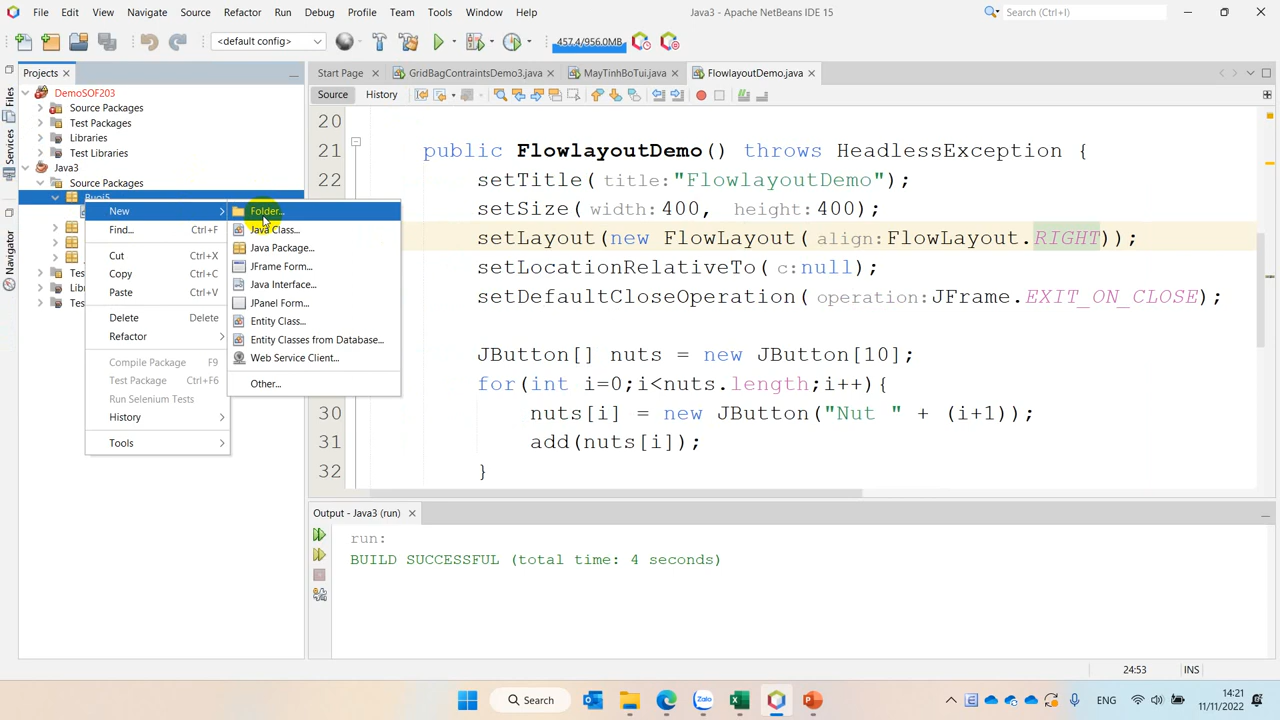 File Edit View Navigate Source Refactor Run Debug Profile Team Tools Window Help Java3 - Apache NetBeans IDE 15 Search (Ctrl+I)
<default config> 457.4/956.0MB
Projects Start Page GridBagContraintsDemo3.java MayTinhBoTui.java FlowlayoutDemo.java
Files
Services
Navigator
DemoSOF203
Source Packages
Test Packages
Libraries
Test Libraries
Java3
Source Packages
Buoi5
New
Find... Ctrl+F
Cut Ctrl+X
Copy Ctrl+C
Paste Ctrl+V
Delete Delete
Refactor
Compile Package F9
Test Package Ctrl+F6
Run Selenium Tests
History
Tools
Tes
Lib
Tes
Folder...
Java Class...
Java Package...
JFrame Form...
Java Interface...
JPanel Form...
Entity Class...
Entity Classes from Database...
Web Service Client...
Other...
Source History
20
21 public FlowlayoutDemo() throws HeadlessException {
22 setTitle( title:"FlowlayoutDemo");
setSize( width:400, height:400);
setLayout(new FlowLayout( align:FlowLayout.RIGHT));
setLocationRelativeTo( c:null);
setDefaultCloseOperation( operation:JFrame.EXIT_ON_CLOSE);
JButton[] nuts = new JButton[10];
for(int i=0;i<nuts.length;i++){
30 nuts[i] = new JButton("Nut " + (i+1));
31 add(nuts[i]);
32 }
Output - Java3 (run)
run:
BUILD SUCCESSFUL (total time: 4 seconds)
24:53 INS
Search Zalo ENG 14:21
11/11/2022